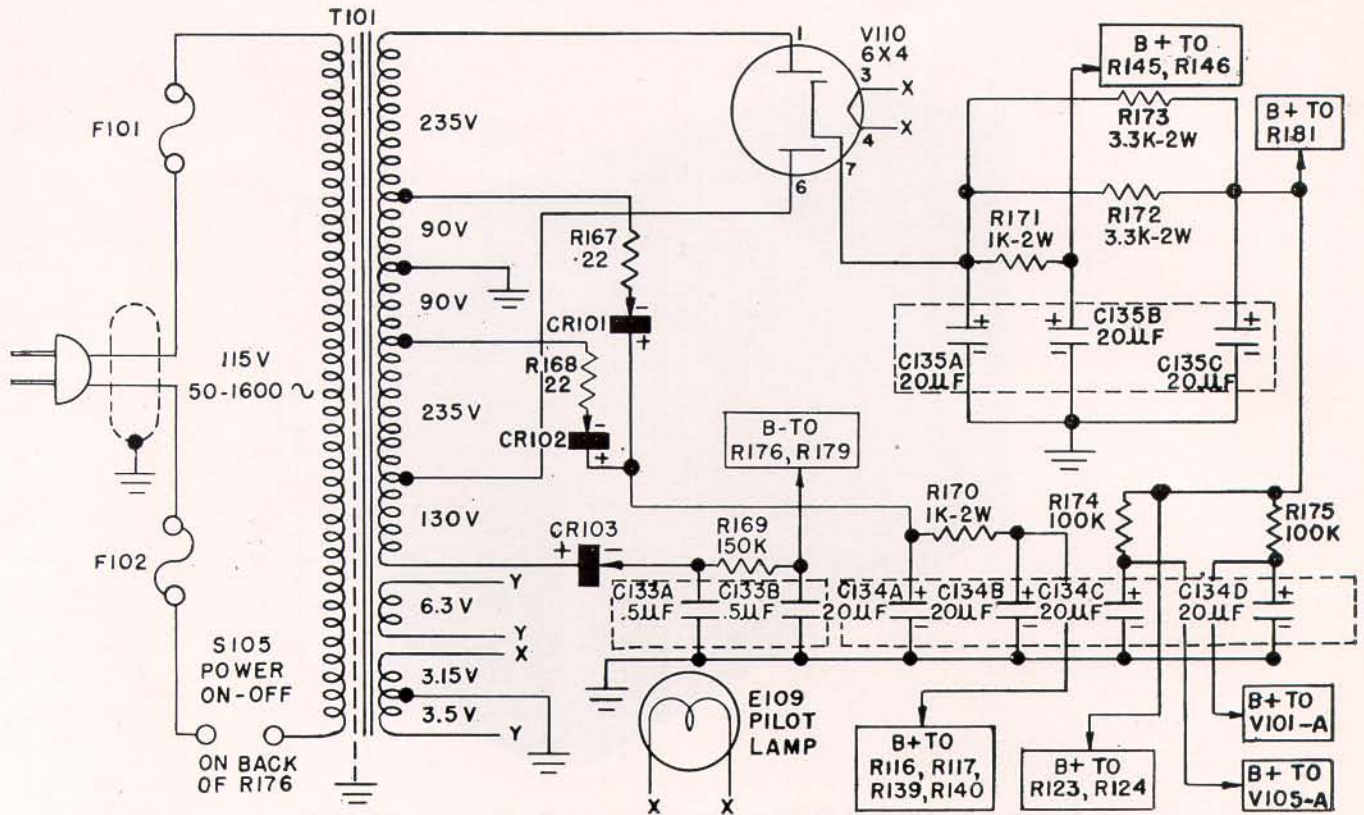 T101
F101
115V
50-1600 ~
F102
S105
POWER
ON-OFF
ON BACK
OF R176
235V
90V
90V
235V
130V
6.3V
3.15V
3.5V
Y
Y
X
Y
R167
.22
CR101
-
+
R168
22
CR102
-
+
CR103
+ -
R169
150K
B-TO
R176, R179
C133A
.5µF
C133B
.5µF
1
V110
6X4
3
X
4
X
7
6
B+ TO
R145, R146
R173
3.3K-2W
B+ TO
R181
R172
3.3K-2W
R171
1K-2W
C135A
20µF
+
-
C135B
20µF
+
-
C135C
20µF
+
-
R170
1K-2W
R174
100K
R175
100K
C134A
20µF
+
-
C134B
20µF
+
-
C134C
20µF
+
-
C134D
20µF
+
-
E109
PILOT
LAMP
X X
B+ TO
R116, R117,
R139, R140
B+ TO
R123, R124
B+ TO
V101-A
B+ TO
V105-A